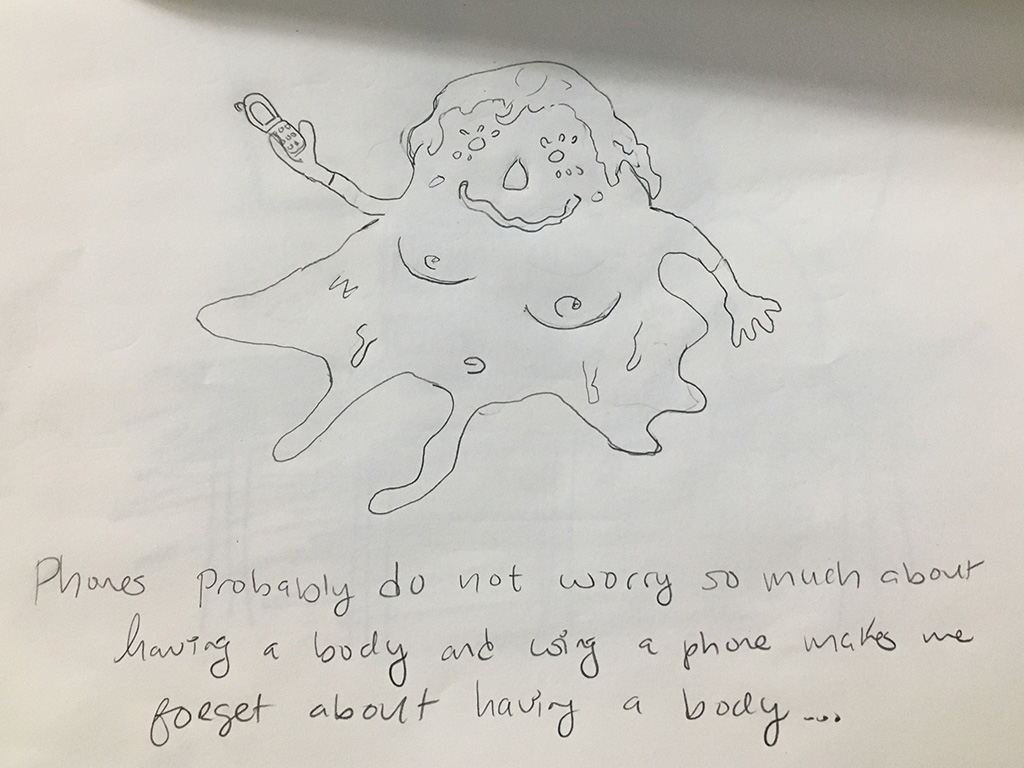 Phones probably do not worry so much about
having a body and using a phone makes me
forget about having a body...